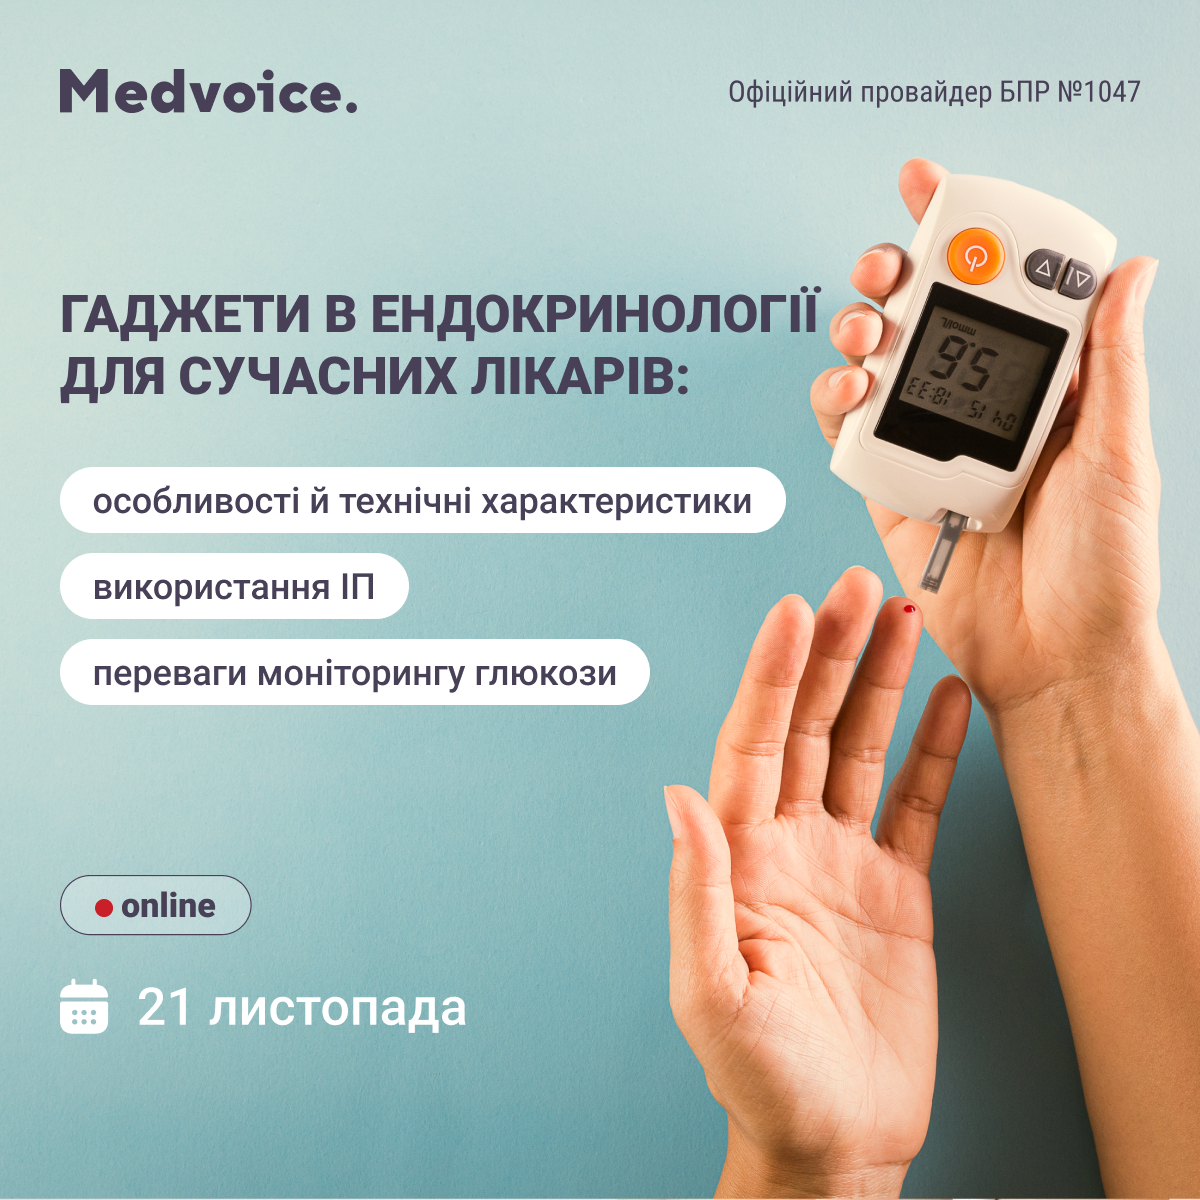 Medvoice.
Офіційний провайдер БПР №1047
ГАДЖЕТИ В ЕНДОКРИНОЛОГІЇ
ДЛЯ СУЧАСНИХ ЛІКАРІВ:
особливості й технічні характеристики
використання ІП
переваги моніторингу глюкози
online
21 листопада